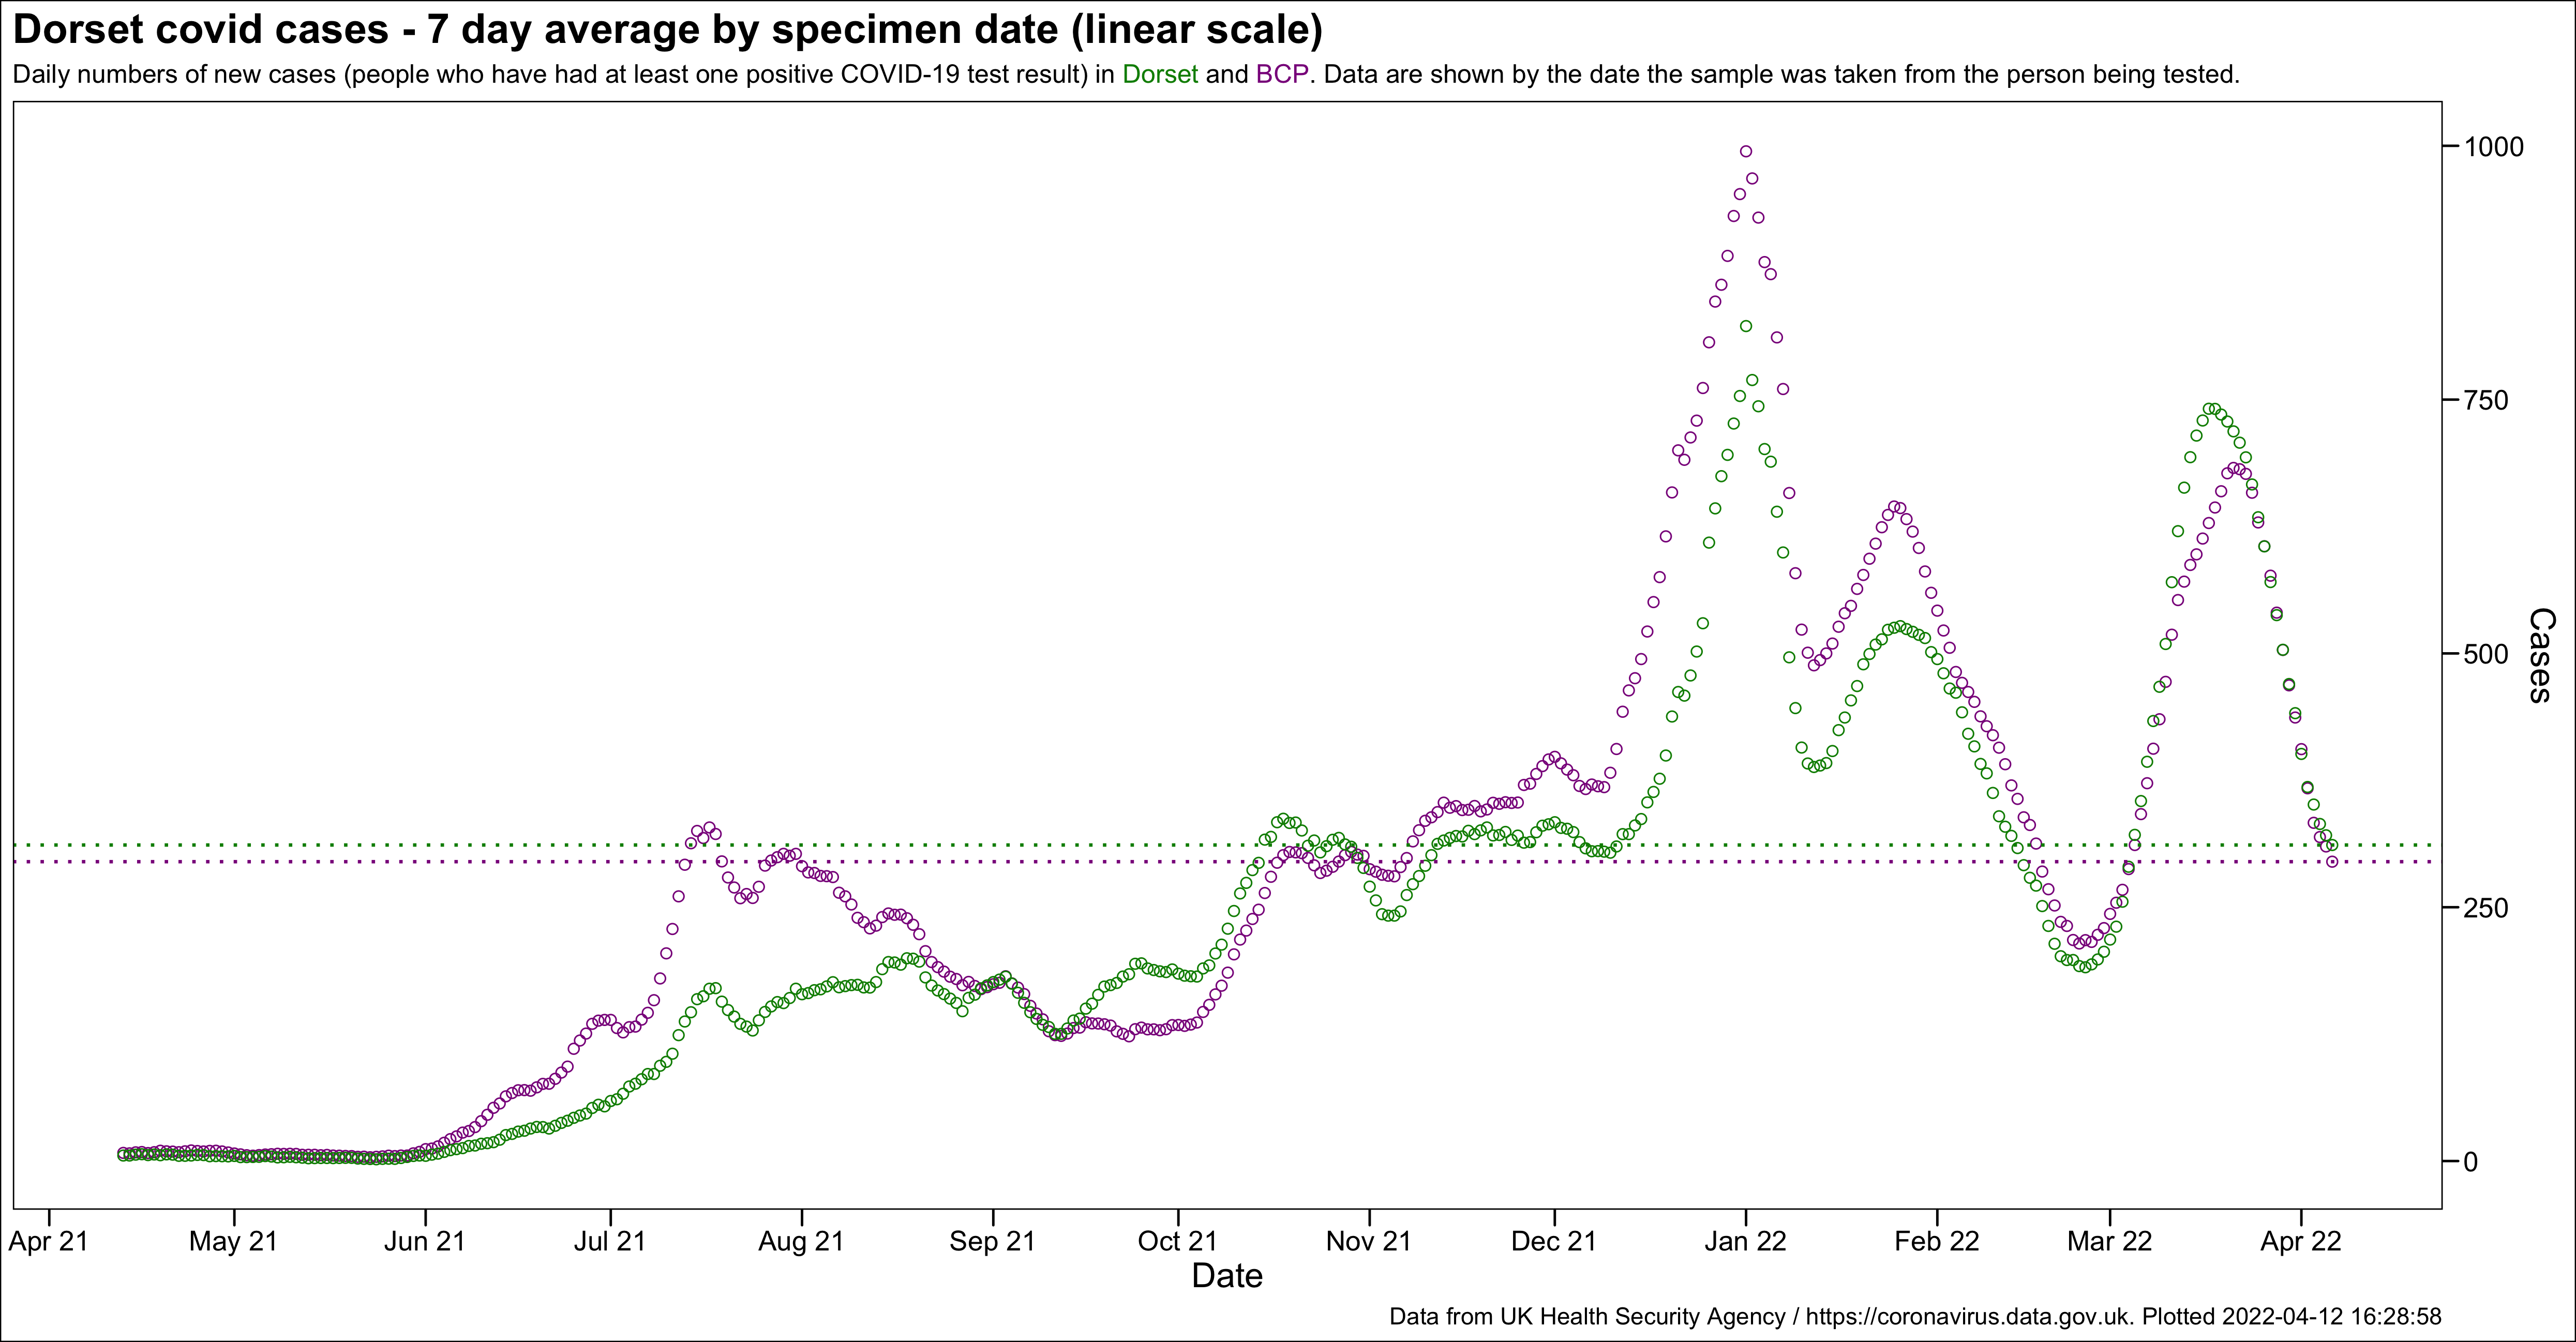 Dorset covid cases - 7 day average by specimen date (linear scale)
Daily numbers of new cases (people who have had at least one positive COVID-19 test result) in Dorset and BCP. Data are shown by the date the sample was taken from the person being tested.
1000
750
500
250
0
Cases
Apr 21 May 21 Jun 21 Jul 21 Aug 21 Sep 21 Oct 21 Nov 21 Dec 21 Jan 22 Feb 22 Mar 22 Apr 22
Date
Data from UK Health Security Agency / https://coronavirus.data.gov.uk. Plotted 2022-04-12 16:28:58